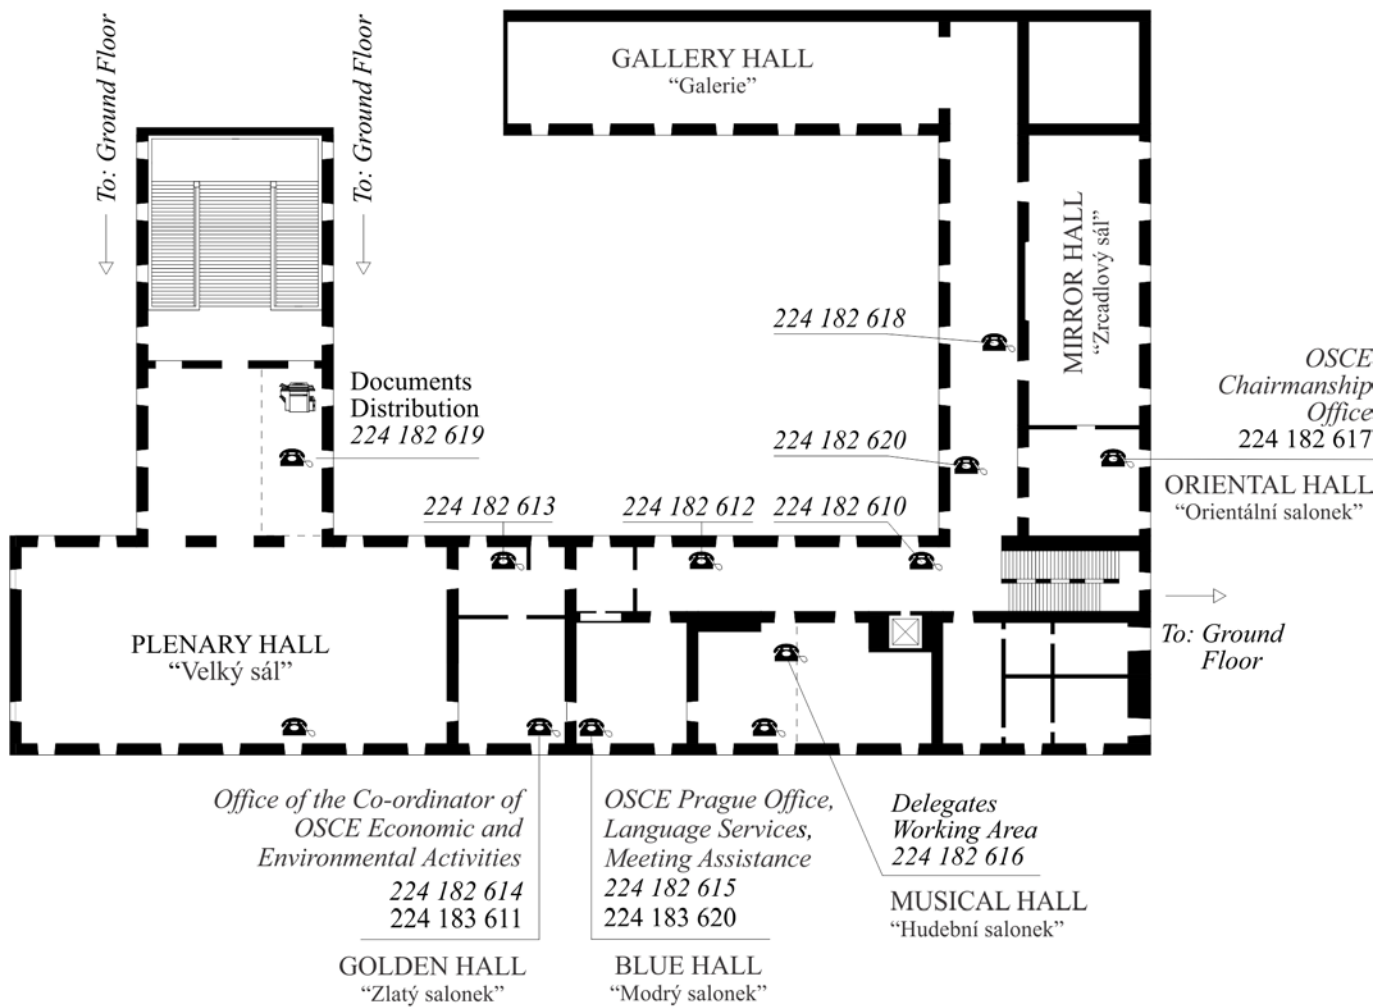 To: Ground Floor
To: Ground Floor
GALLERY HALL
“Galerie”
MIRROR HALL
“Zrcadlový sál”
224 182 618
OSCE
Chairmanship
Office
224 182 617
ORIENTAL HALL
“Orientální salonek”
Documents
Distribution
224 182 619
224 182 620
224 182 613
224 182 612
224 182 610
To: Ground
Floor
PLENARY HALL
“Velký sál”
Office of the Co-ordinator of
OSCE Economic and
Environmental Activities
224 182 614
224 183 611
GOLDEN HALL
“Zlatý salonek”
OSCE Prague Office,
Language Services,
Meeting Assistance
224 182 615
224 183 620
BLUE HALL
“Modrý salonek”
Delegates
Working Area
224 182 616
MUSICAL HALL
“Hudební salonek”